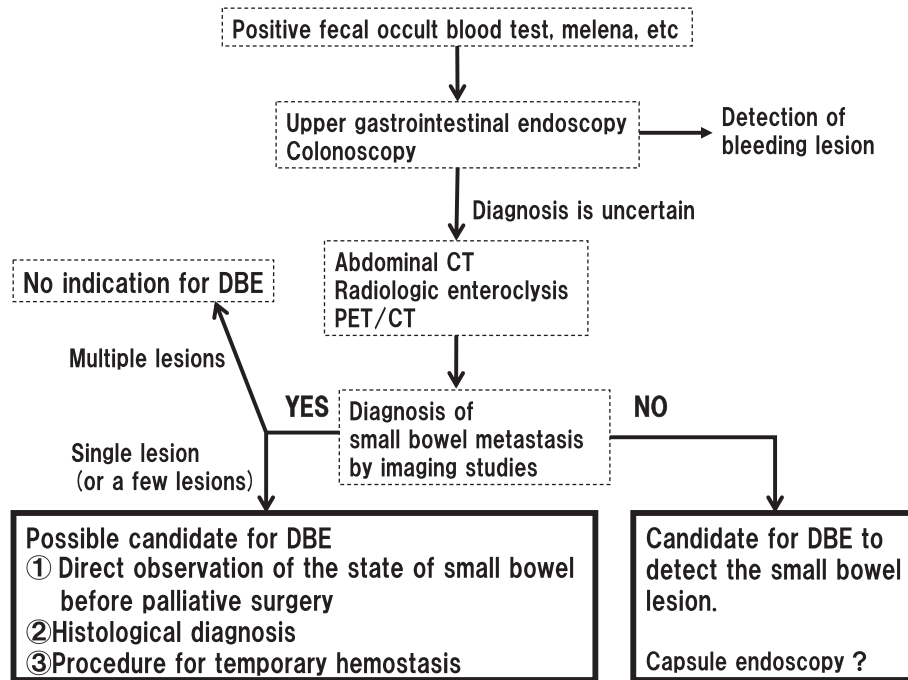 Positive fecal occult blood test, melena, etc
Upper gastrointestinal endoscopy
Colonoscopy
Detection of
bleeding lesion
Diagnosis is uncertain
Abdominal CT
Radiologic enteroclysis
PET/CT
No indication for DBE
Multiple lesions
YES
Diagnosis of
small bowel metastasis
by imaging studies
NO
Single lesion
(or a few lesions)
Possible candidate for DBE
① Direct observation of the state of small bowel
before palliative surgery
②Histological diagnosis
③Procedure for temporary hemostasis
Candidate for DBE to
detect the small bowel
lesion.
Capsule endoscopy ?